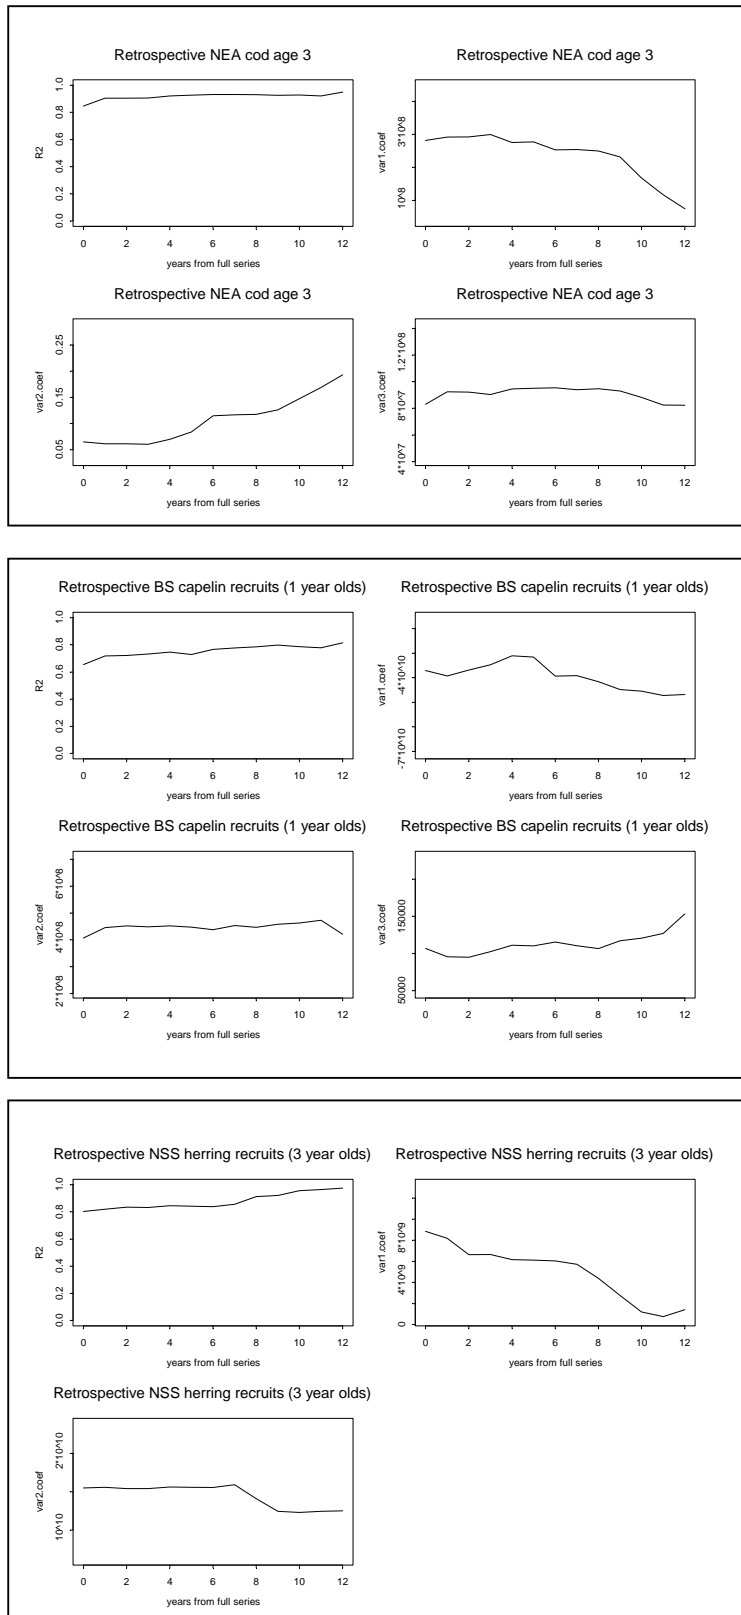 Retrospective NEA cod age 3
R2
0.0 0.2 0.4 0.6 0.8 1.0
0 2 4 6 8 10 12
years from full series
Retrospective NEA cod age 3
var1.coef
10^8 3*10^8
0 2 4 6 8 10 12
years from full series
Retrospective NEA cod age 3
var2.coef
0.05 0.15 0.25
0 2 4 6 8 10 12
years from full series
Retrospective NEA cod age 3
var3.coef
4*10^7 8*10^7 1.2*10^8
0 2 4 6 8 10 12
years from full series
Retrospective BS capelin recruits (1 year olds)
R2
0.0 0.2 0.4 0.6 0.8 1.0
0 2 4 6 8 10 12
years from full series
Retrospective BS capelin recruits (1 year olds)
var1.coef
-7*10^10 -4*10^10
0 2 4 6 8 10 12
years from full series
Retrospective BS capelin recruits (1 year olds)
var2.coef
2*10^8 4*10^8 6*10^8
0 2 4 6 8 10 12
years from full series
Retrospective BS capelin recruits (1 year olds)
var3.coef
50000 150000
0 2 4 6 8 10 12
years from full series
Retrospective NSS herring recruits (3 year olds)
R2
0.0 0.2 0.4 0.6 0.8 1.0
0 2 4 6 8 10 12
years from full series
Retrospective NSS herring recruits (3 year olds)
var1.coef
0 4*10^9 8*10^9
0 2 4 6 8 10 12
years from full series
Retrospective NSS herring recruits (3 year olds)
var2.coef
10^10 2*10^10
0 2 4 6 8 10 12
years from full series